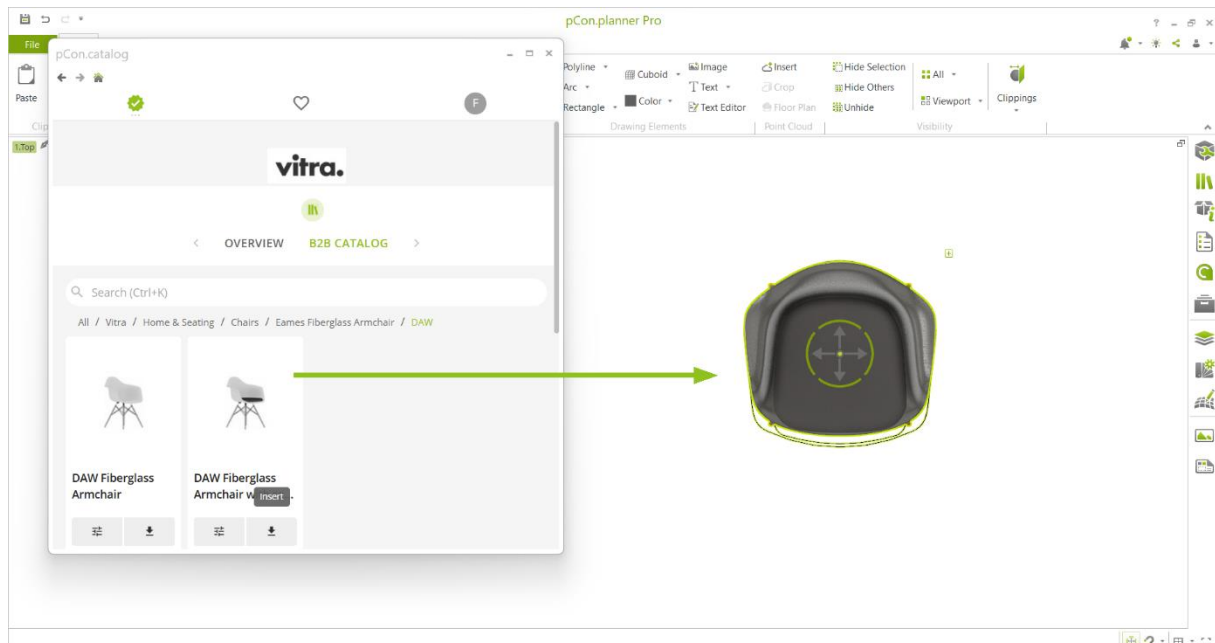 pCon.planner Pro
File
pCon.catalog
Paste
Clip
Polyline
Arc
Rectangle
Cuboid
Color
Image
Text
Text Editor
Drawing Elements
Insert
Crop
Floor Plan
Point Cloud
Hide Selection
Hide Others
Unhide
All
Viewport
Visibility
Clippings
1.Top
F
vitra.
OVERVIEW B2B CATALOG
Search (Ctrl+K)
All / Vitra / Home & Seating / Chairs / Eames Fiberglass Armchair / DAW
DAW Fiberglass
Armchair
DAW Fiberglass
Armchair w
Insert